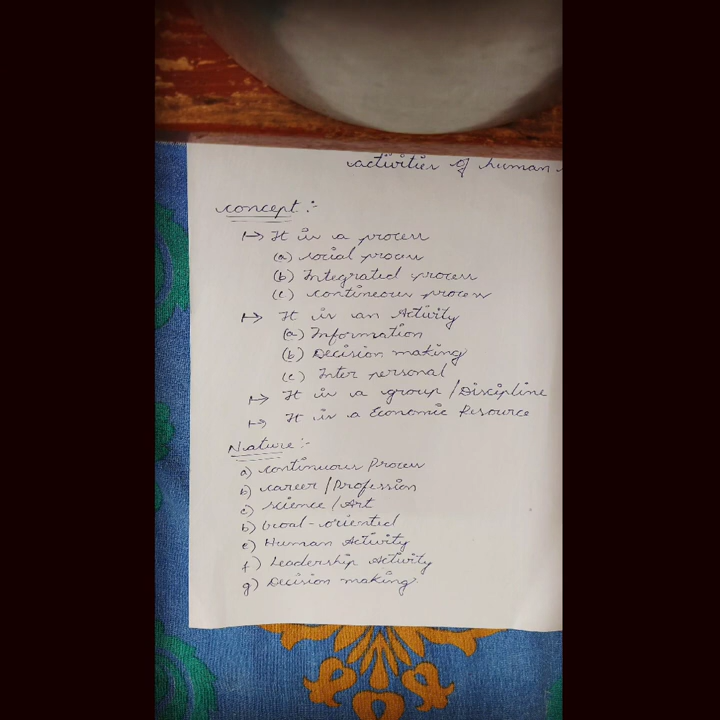 activities of human
concept :-
↦ It is a process
(a) social process
(b) Integrated process
(c) contineous process
↦ It is an Activity
(a) Information
(b) Decision making
(c) Inter personal
↦ It is a group / Discipline
↦ It is a Economic Resource
Nature :-
a) continuous Process
b) career / Profession
c) science / Art
b) Goal-oriented
e) Human Activity
f) Leadership Activity
g) Decision making